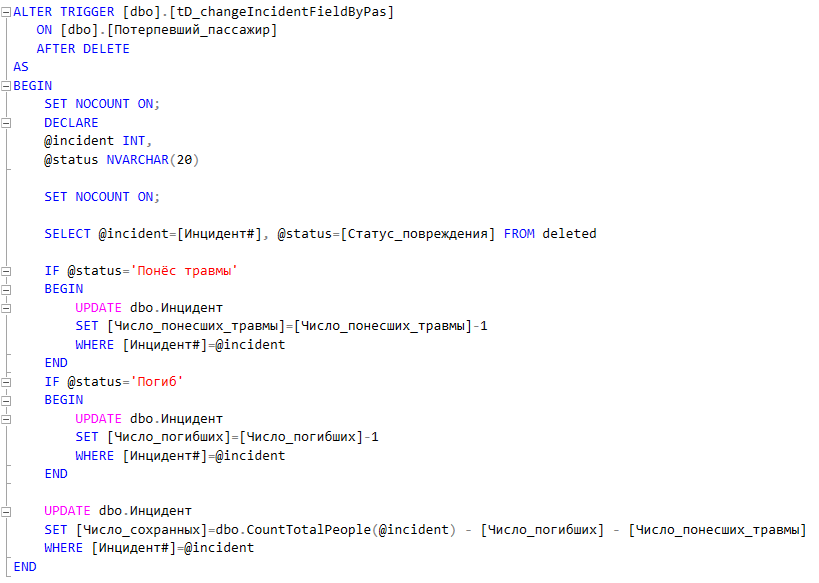 ALTER TRIGGER [dbo].[tD_changeIncidentFieldByPas]
ON [dbo].[Потерпевший_пассажир]
AFTER DELETE
AS
BEGIN
SET NOCOUNT ON;
DECLARE
@incident INT,
@status NVARCHAR(20)
SET NOCOUNT ON;
SELECT @incident=[Инцидент#], @status=[Статус_повреждения] FROM deleted
IF @status='Понёс травмы'
BEGIN
UPDATE dbo.Инцидент
SET [Число_понесших_травмы]=[Число_понесших_травмы]-1
WHERE [Инцидент#]=@incident
END
IF @status='Погиб'
BEGIN
UPDATE dbo.Инцидент
SET [Число_погибших]=[Число_погибших]-1
WHERE [Инцидент#]=@incident
END
UPDATE dbo.Инцидент
SET [Число_сохранных]=dbo.CountTotalPeople(@incident) - [Число_погибших] - [Число_понесших_травмы]
WHERE [Инцидент#]=@incident
END